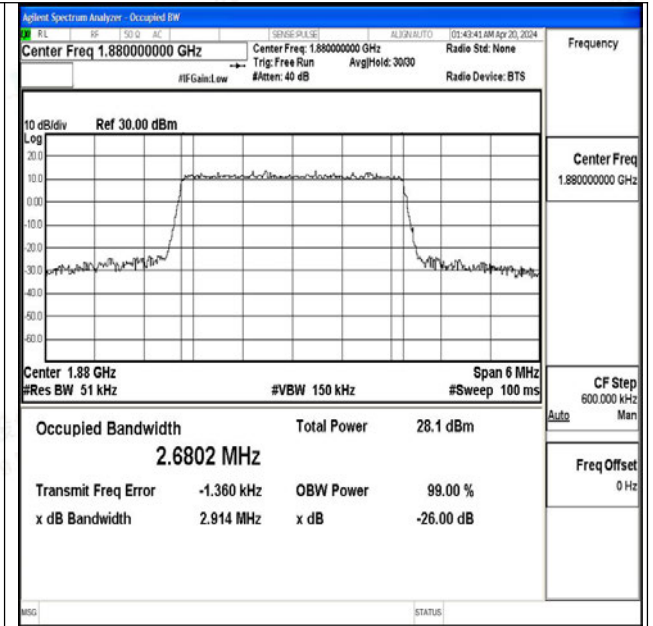 Agilent Spectrum Analyzer - Occupied BW
RL RF 50 Ω AC SENSE:PULSE ALIGN AUTO 01:43:41 AM Apr 20, 2024
Center Freq 1.880000000 GHz
Center Freq: 1.880000000 GHz
Radio Std: None
Trig: Free Run Avg|Hold: 30/30
#IFGain:Low
#Atten: 40 dB
Radio Device: BTS
10 dB/div Ref 30.00 dBm
Log
20.0
10.0
0.00
-10.0
-20.0
-30.0
-40.0
-50.0
-60.0
Center 1.88 GHz
Span 6 MHz
#Res BW 51 kHz
#VBW 150 kHz
#Sweep 100 ms
Occupied Bandwidth
Total Power 28.1 dBm
2.6802 MHz
Transmit Freq Error -1.360 kHz OBW Power 99.00 %
x dB Bandwidth 2.914 MHz x dB -26.00 dB
MSG
STATUS
Frequency
Center Freq
1.880000000 GHz
CF Step
600.000 kHz
Auto Man
Freq Offset
0 Hz